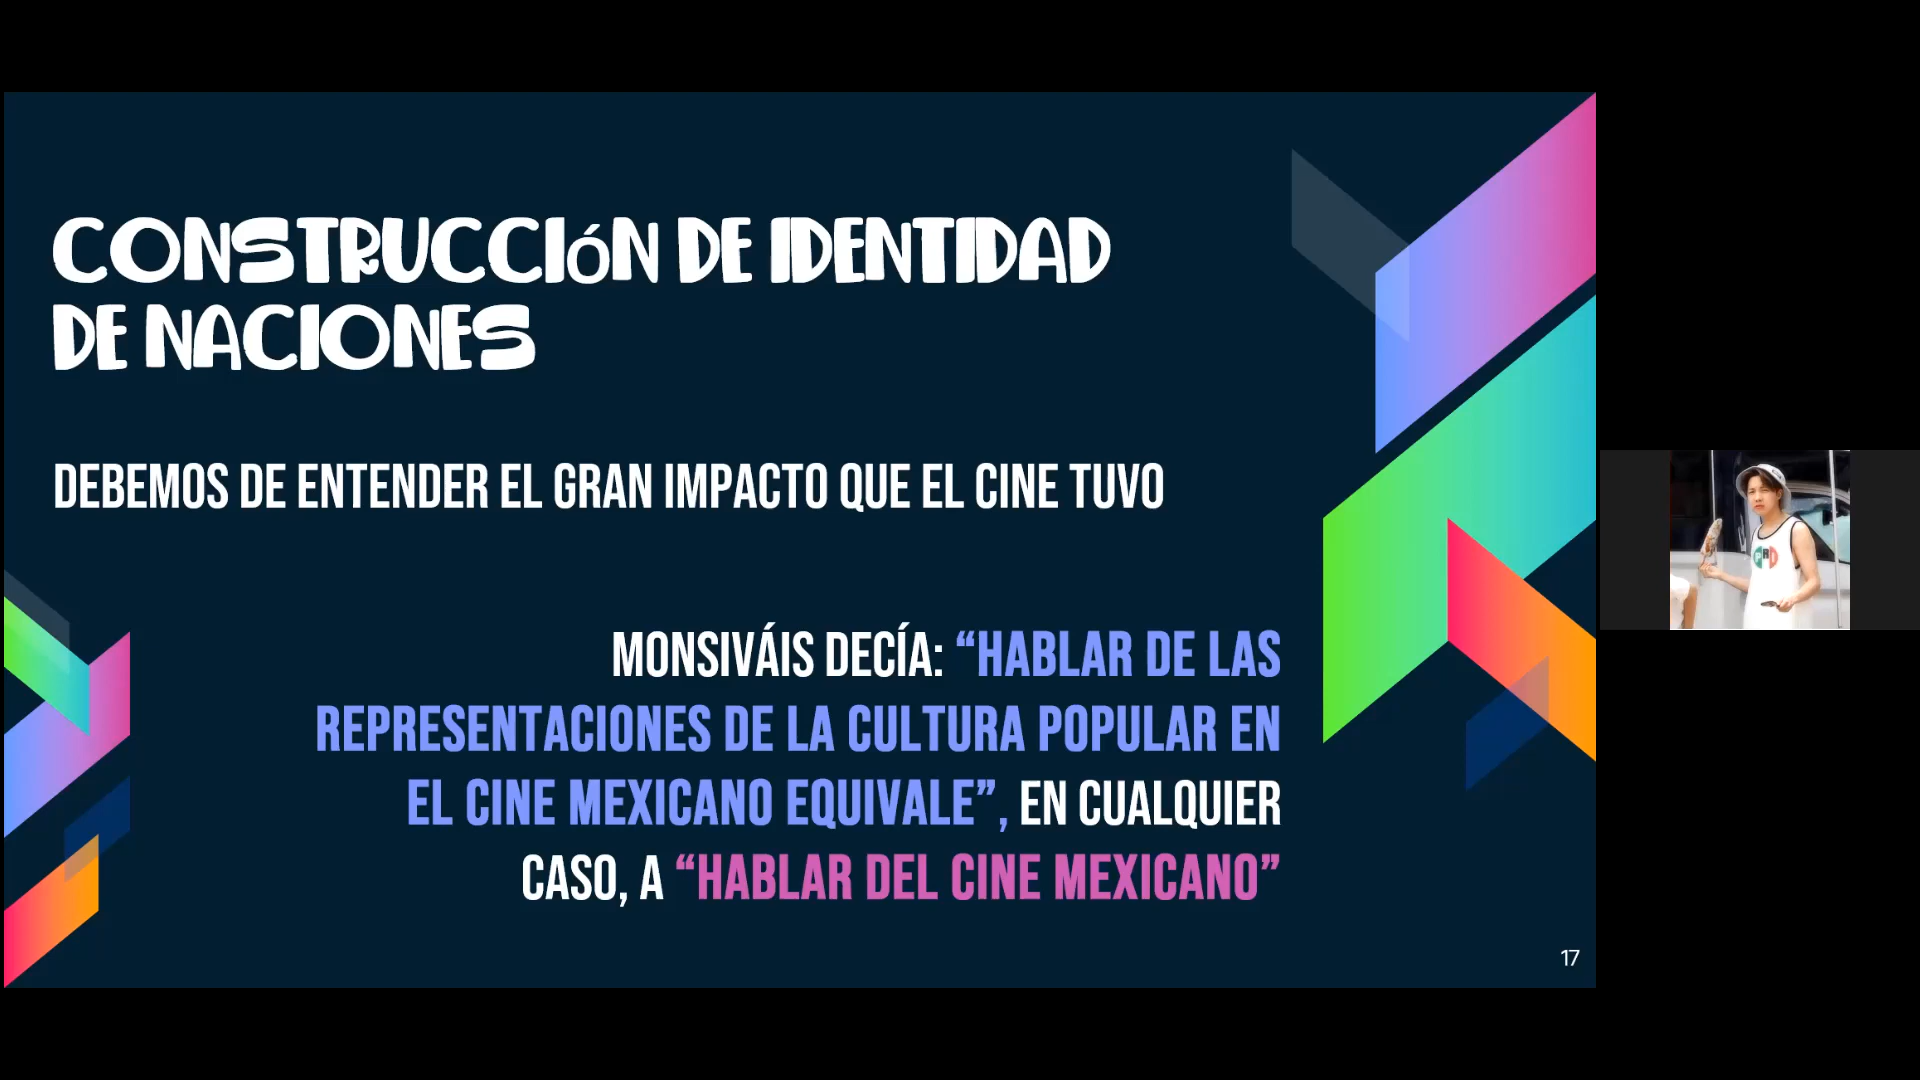 CONSTRUCCIÓN DE IDENTIDAD
DE NACIONES
DEBEMOS DE ENTENDER EL GRAN IMPACTO QUE EL CINE TUVO
MONSIVÁIS DECÍA: “HABLAR DE LAS
REPRESENTACIONES DE LA CULTURA POPULAR EN
EL CINE MEXICANO EQUIVALE”, EN CUALQUIER
CASO, A “HABLAR DEL CINE MEXICANO”
17
PRD